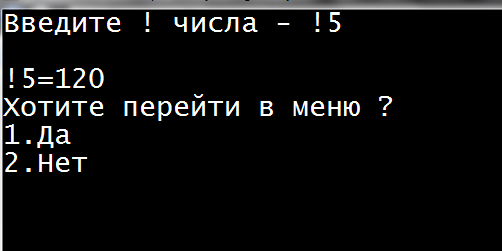 Введите ! числа - !5
!5=120
Хотите перейти в меню ?
1.Да
2.Нет